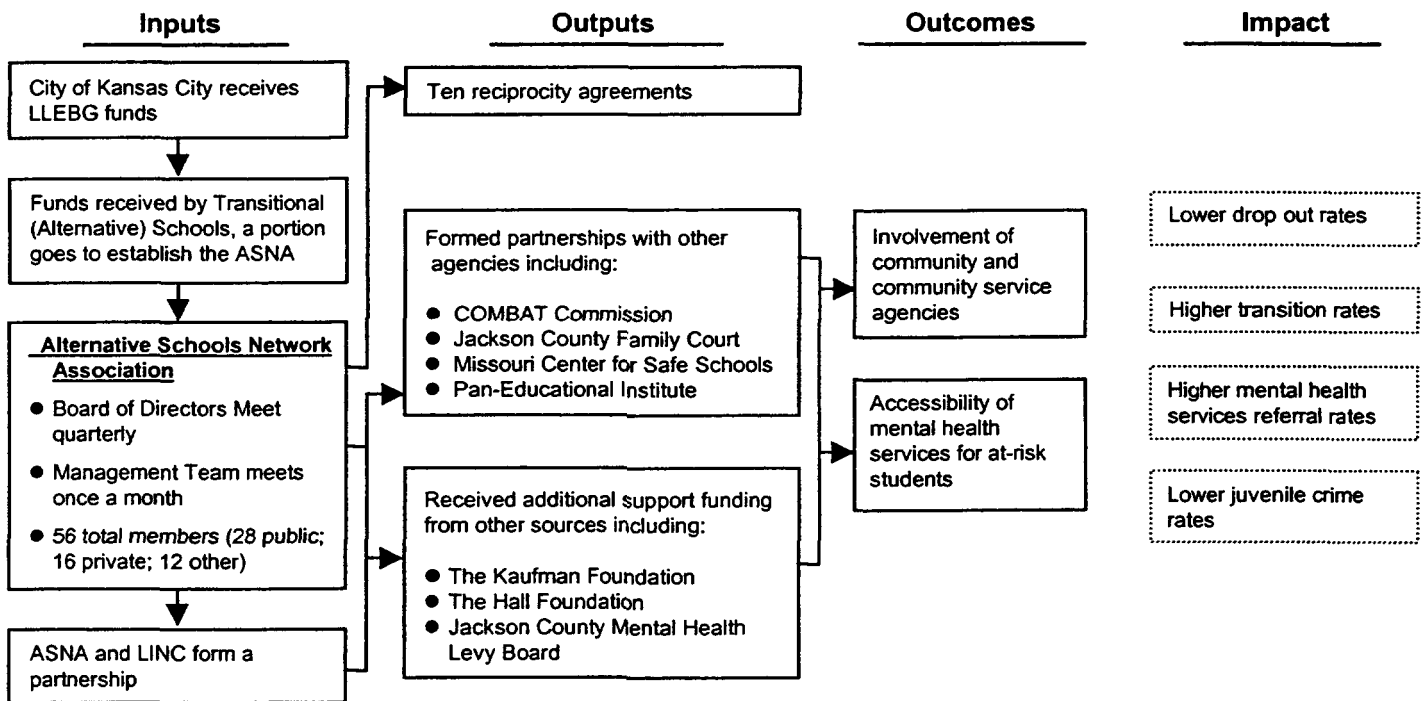 Inputs
Outputs
Outcomes
Impact
City of Kansas City receives
LLEBG funds
Funds received by Transitional
(Alternative) Schools, a portion
goes to establish the ASNA
Alternative Schools Network
Association
● Board of Directors Meet
quarterly
● Management Team meets
once a month
● 56 total members (28 public;
16 private; 12 other)
ASNA and LINC form a
partnership
Ten reciprocity agreements
Formed partnerships with other
agencies including:
● COMBAT Commission
● Jackson County Family Court
● Missouri Center for Safe Schools
● Pan-Educational Institute
Received additional support funding
from other sources including:
● The Kaufman Foundation
● The Hall Foundation
● Jackson County Mental Health
Levy Board
Involvement of
community and
community service
agencies
Accessibility of
mental health
services for at-risk
students
Lower drop out rates
Higher transition rates
Higher mental health
services referral rates
Lower juvenile crime
rates